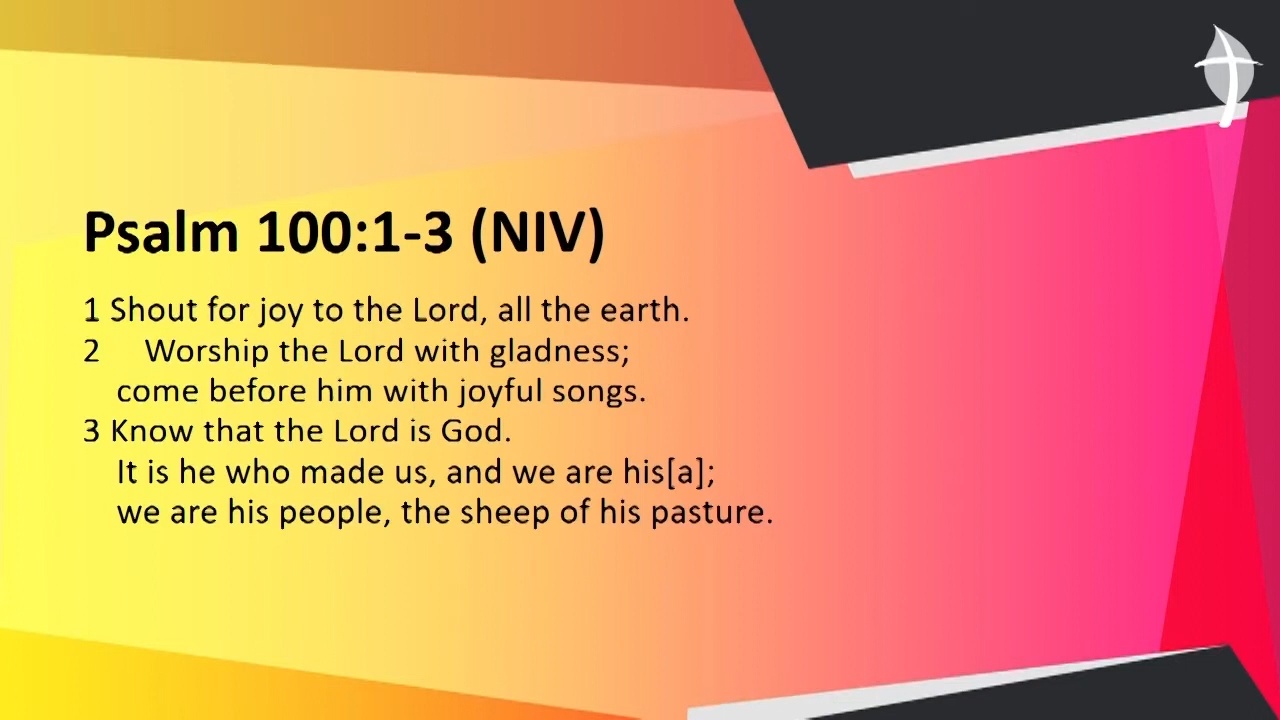 Psalm 100:1-3 (NIV)
1 Shout for joy to the Lord, all the earth.
2 Worship the Lord with gladness;
come before him with joyful songs.
3 Know that the Lord is God.
It is he who made us, and we are his[a];
we are his people, the sheep of his pasture.